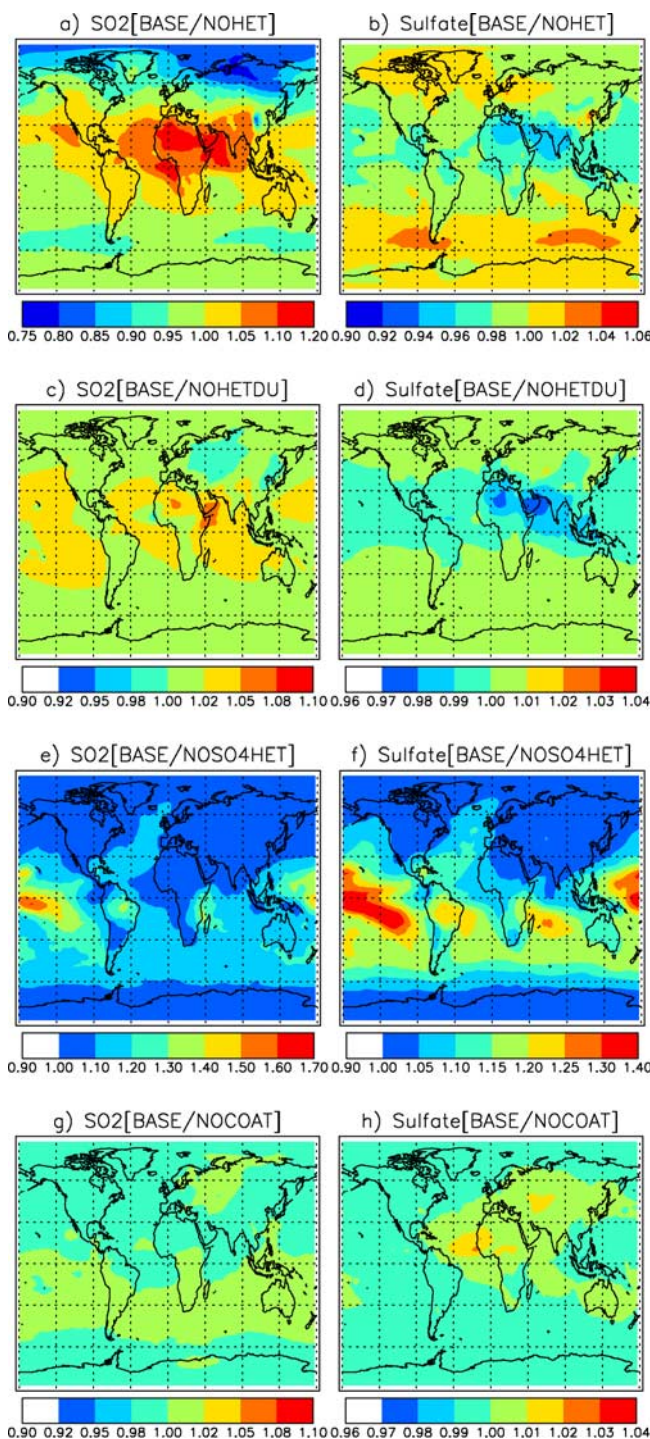 a) SO2[BASE/NOHET]
b) Sulfate[BASE/NOHET]
0.75 0.80 0.85 0.90 0.95 1.00 1.05 1.10 1.20
0.90 0.92 0.94 0.96 0.98 1.00 1.02 1.04 1.06
c) SO2[BASE/NOHETDU]
d) Sulfate[BASE/NOHETDU]
0.90 0.92 0.95 0.98 1.00 1.02 1.05 1.08 1.10
0.96 0.97 0.98 0.99 1.00 1.01 1.02 1.03 1.04
e) SO2[BASE/NOSO4HET]
f) Sulfate[BASE/NOSO4HET]
0.90 1.00 1.10 1.20 1.30 1.40 1.50 1.60 1.70
0.90 1.00 1.05 1.10 1.15 1.20 1.25 1.30 1.40
g) SO2[BASE/NOCOAT]
h) Sulfate[BASE/NOCOAT]
0.90 0.92 0.95 0.98 1.00 1.02 1.05 1.08 1.10
0.96 0.97 0.98 0.99 1.00 1.01 1.02 1.03 1.04